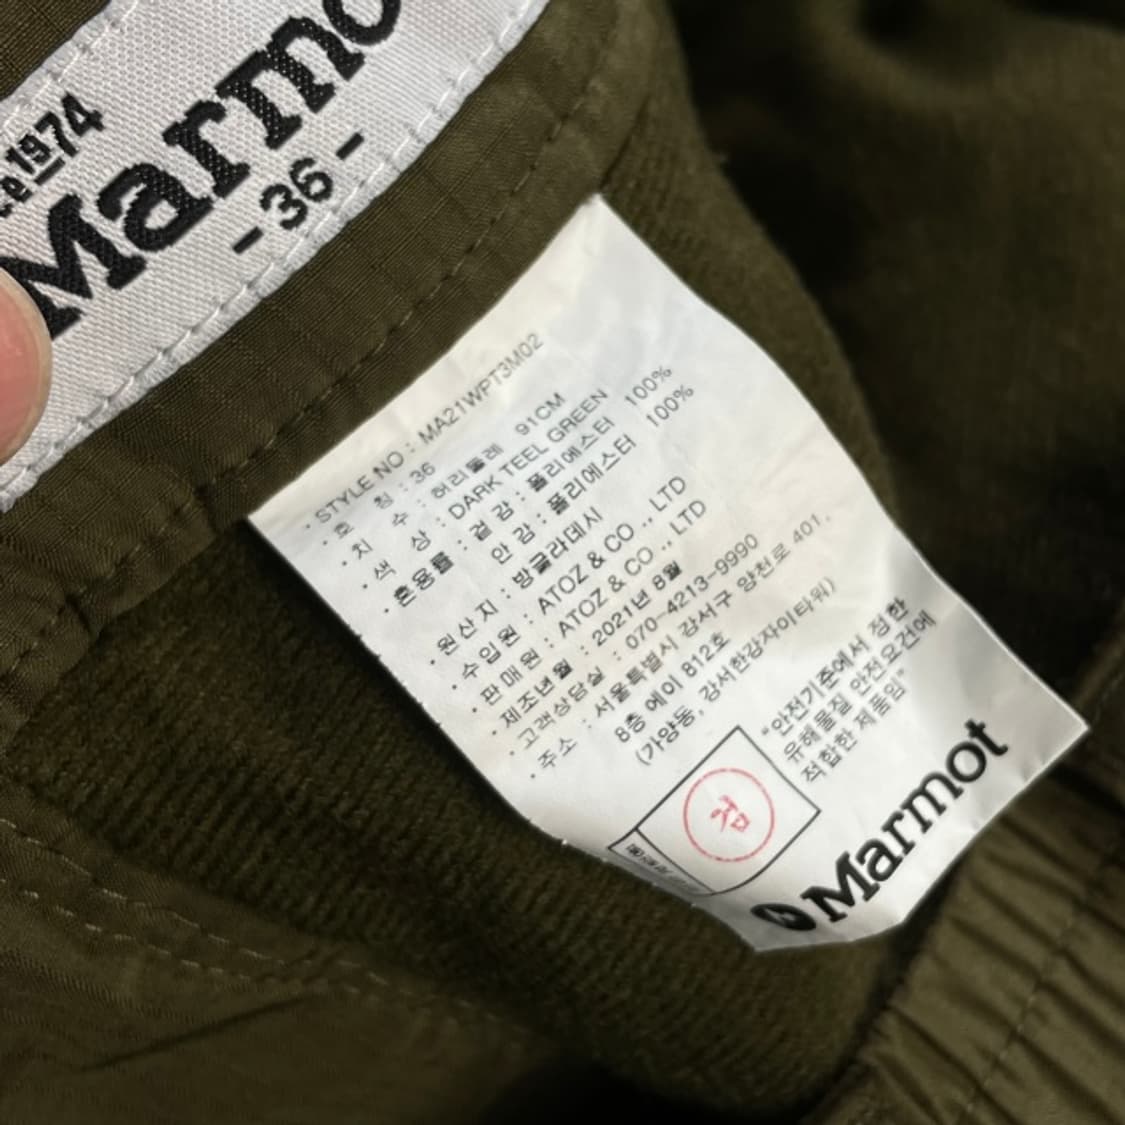 1974
Marmo
-36-
· STYLE NO : MA21WPT3M02
· 호 칭 : 36
· 치 수 : 허리둘레 91CM
· 색 상 : DARK TEEL GREEN
· 혼용률 : 겉감 : 폴리에스터 100%
안감 : 폴리에스터 100%
· 원산지 : 방글라데시
· 수입원 : ATOZ & CO ., LTD
· 판매원 : ATOZ & CO ., LTD
· 제조년월 : 2021년 8월
· 고객상담실 : 070-4213-9990
· 주소 : 서울특별시 강서구 양천로 401,
8층 에이 812호
(가양동, 강서한강자이타워)
"안전기준에서 정한
유해물질 안전요건에
적합한 제품임"
검
Marmot